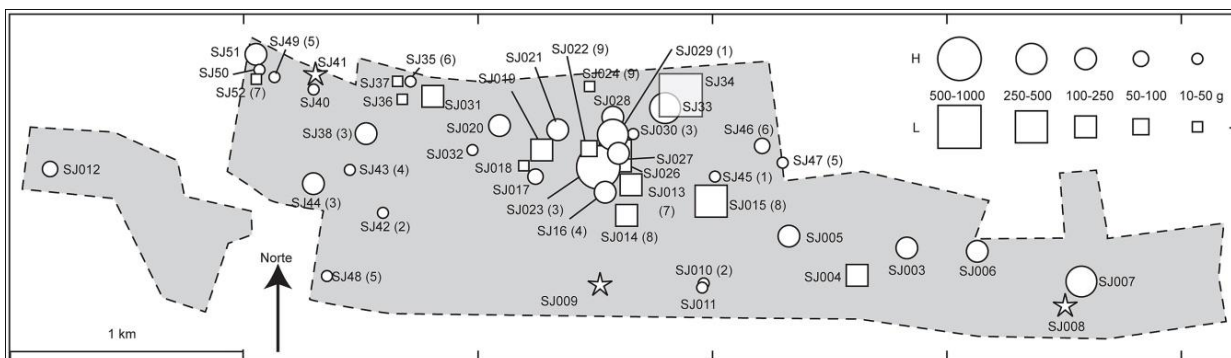 SJ51
SJ49 (5)
SJ50
SJ52 (7)
SJ41
SJ40
SJ35 (6)
SJ37
SJ36
SJ031
SJ38 (3)
SJ43 (4)
SJ44 (3)
SJ42 (2)
SJ48 (5)
SJ012
SJ019
SJ021
SJ022 (9)
SJ024 (9)
SJ029 (1)
SJ34
SJ33
SJ028
SJ020
SJ032
SJ018
SJ017
SJ030 (3)
SJ027
SJ026
SJ023 (3)
SJ16 (4)
SJ013
(7)
SJ014 (8)
SJ46 (6)
SJ47 (5)
SJ45 (1)
SJ015 (8)
SJ005
SJ004
SJ003
SJ006
SJ007
SJ008
SJ009
SJ010 (2)
SJ011
Norte
1 km
H
500-1000 250-500 100-250 50-100 10-50 g
L